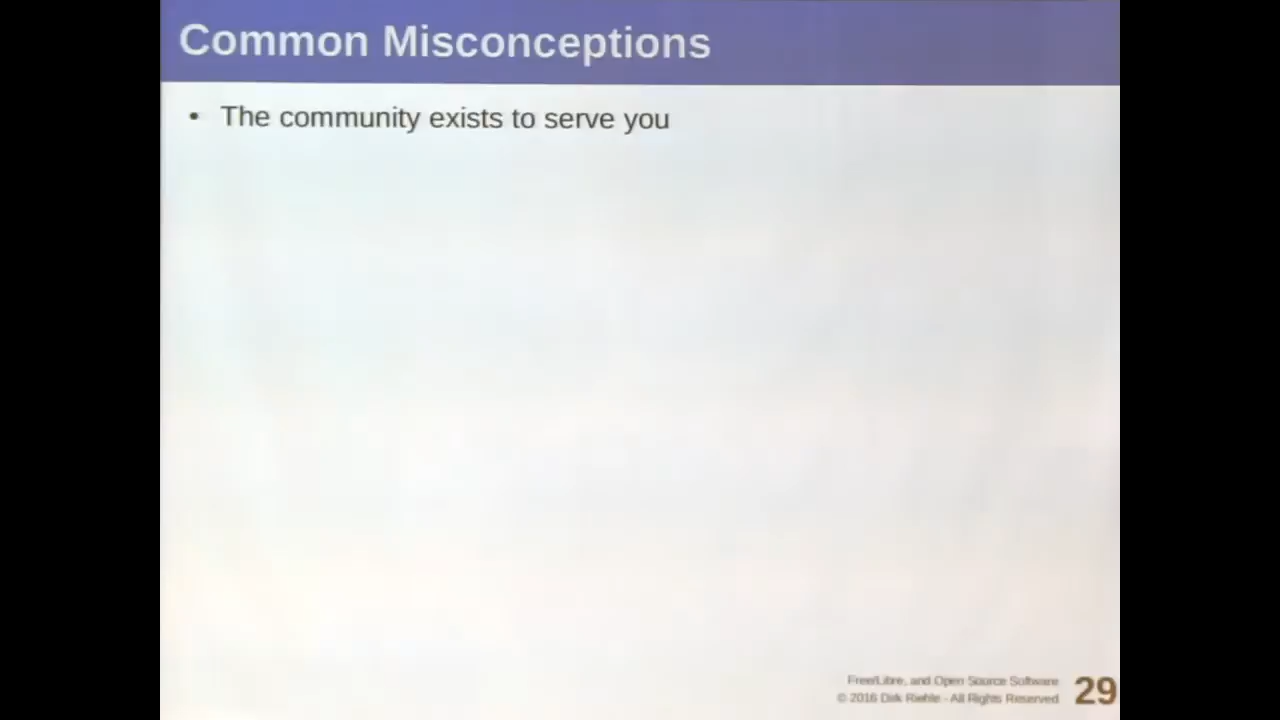 Common Misconceptions
• The community exists to serve you
Free/Libre, and Open Source Software
© 2016 Dirk Riehle - All Rights Reserved
29